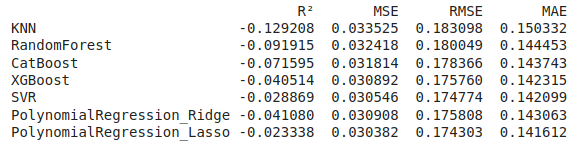 R² MSE RMSE MAE
KNN -0.129208 0.033525 0.183098 0.150332
RandomForest -0.091915 0.032418 0.180049 0.144453
CatBoost -0.071595 0.031814 0.178366 0.143743
XGBoost -0.040514 0.030892 0.175760 0.142315
SVR -0.028869 0.030546 0.174774 0.142099
PolynomialRegression_Ridge -0.041080 0.030908 0.175808 0.143063
PolynomialRegression_Lasso -0.023338 0.030382 0.174303 0.141612